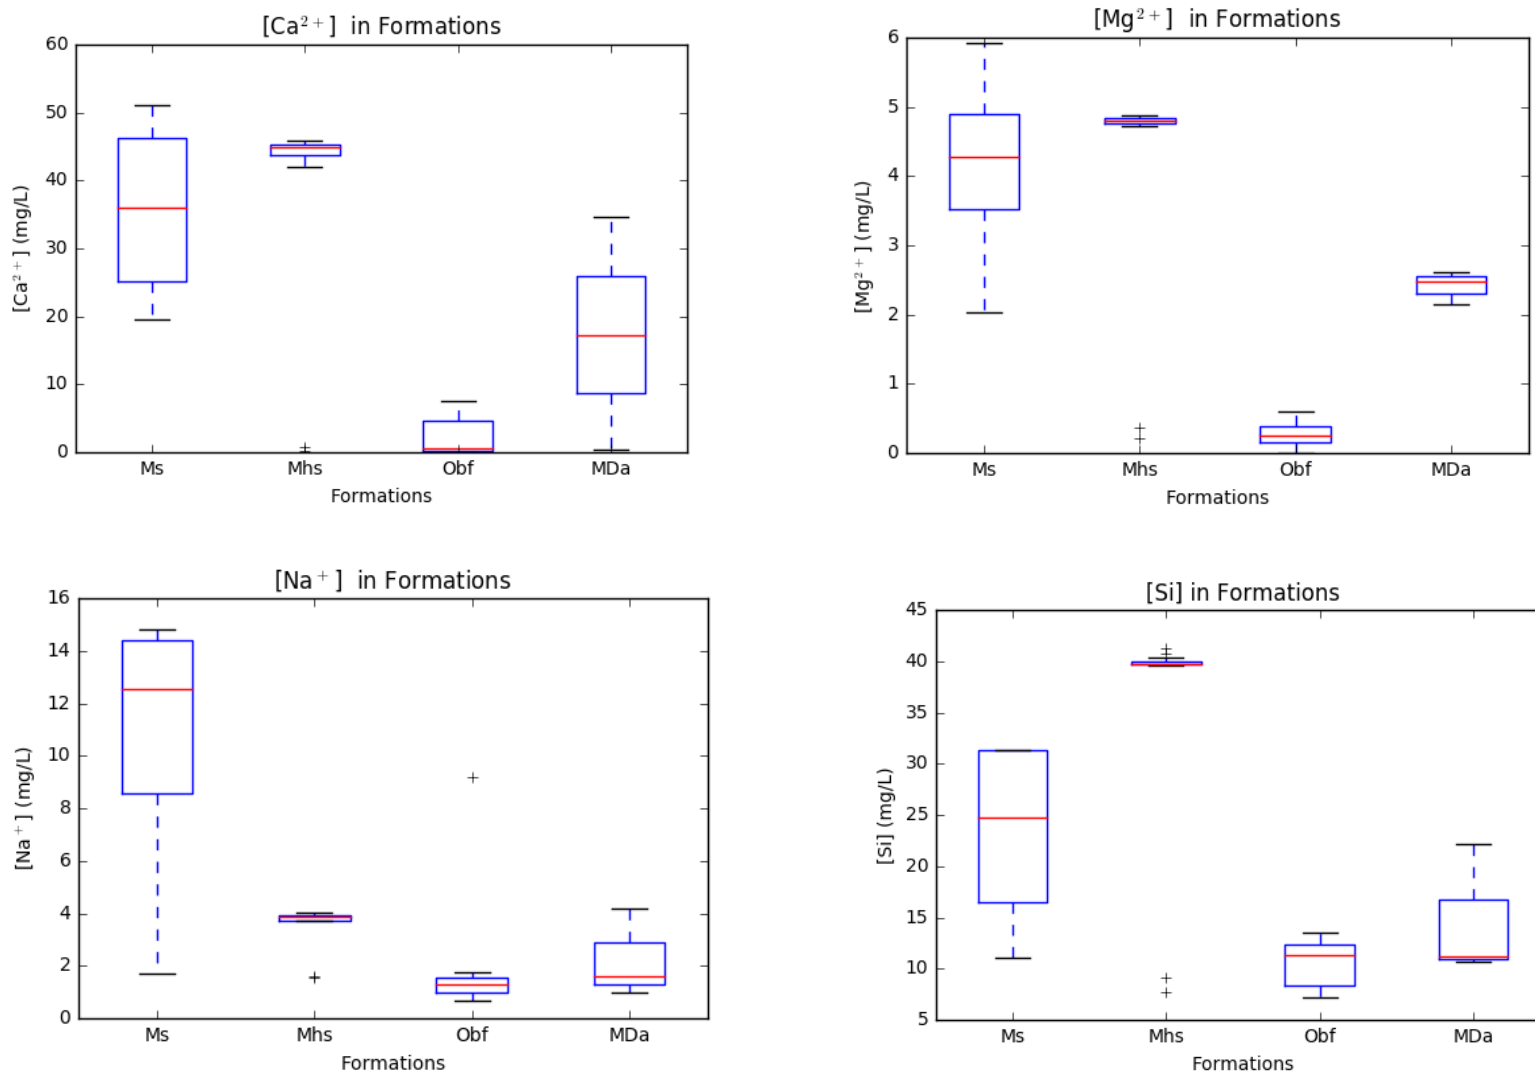 [Ca²⁺] in Formations
60
50
40
30
20
10
0
[Ca²⁺] (mg/L)
Ms Mhs Obf MDa
Formations
[Mg²⁺] in Formations
6
5
4
3
2
1
0
[Mg²⁺] (mg/L)
Ms Mhs Obf MDa
Formations
[Na⁺] in Formations
16
14
12
10
8
6
4
2
0
[Na⁺] (mg/L)
Ms Mhs Obf MDa
Formations
[Si] in Formations
45
40
35
30
25
20
15
10
5
[Si] (mg/L)
Ms Mhs Obf MDa
Formations